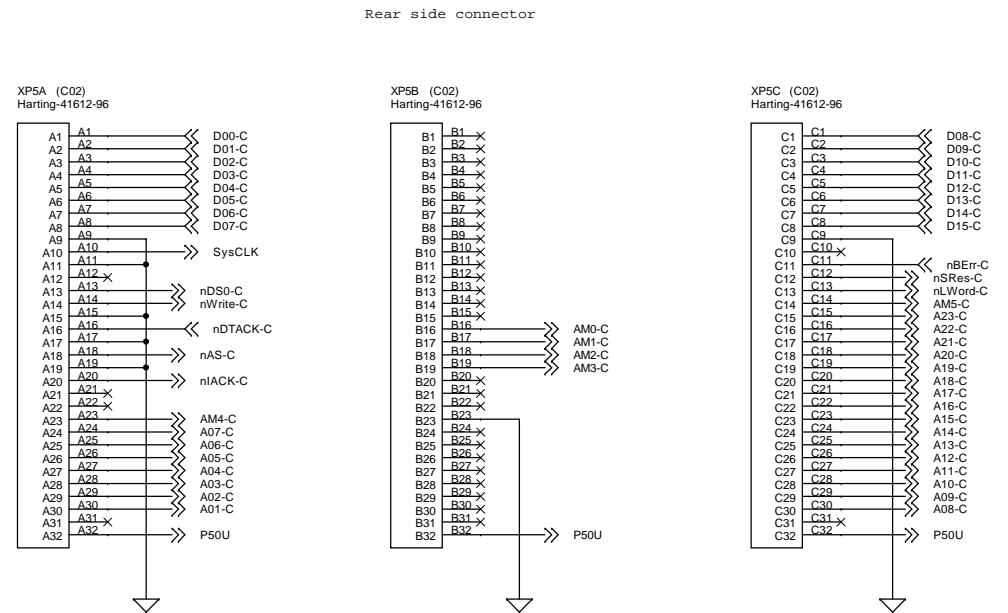 Rear side connector
XP5A (C02)
Harting-41612-96
A1 A1 D00-C
A2 A2 D01-C
A3 A3 D02-C
A4 A4 D03-C
A5 A5 D04-C
A6 A6 D05-C
A7 A7 D06-C
A8 A8 D07-C
A9 A9
A10 A10 SysCLK
A11 A11
A12 A12
A13 A13 nDS0-C
A14 A14 nWrite-C
A15 A15
A16 A16 nDTACK-C
A17 A17
A18 A18 nAS-C
A19 A19
A20 A20 nIACK-C
A21 A21
A22 A22
A23 A23 AM4-C
A24 A24 A07-C
A25 A25 A06-C
A26 A26 A05-C
A27 A27 A04-C
A28 A28 A03-C
A29 A29 A02-C
A30 A30 A01-C
A31 A31
A32 A32 P50U
XP5B (C02)
Harting-41612-96
B1 B1
B2 B2
B3 B3
B4 B4
B5 B5
B6 B6
B7 B7
B8 B8
B9 B9
B10 B10
B11 B11
B12 B12
B13 B13
B14 B14
B15 B15
B16 B16 AM0-C
B17 B17 AM1-C
B18 B18 AM2-C
B19 B19 AM3-C
B20 B20
B21 B21
B22 B22
B23 B23
B24 B24
B25 B25
B26 B26
B27 B27
B28 B28
B29 B29
B30 B30
B31 B31
B32 B32 P50U
XP5C (C02)
Harting-41612-96
C1 C1 D08-C
C2 C2 D09-C
C3 C3 D10-C
C4 C4 D11-C
C5 C5 D12-C
C6 C6 D13-C
C7 C7 D14-C
C8 C8 D15-C
C9 C9
C10 C10
C11 C11 nBErr-C
C12 C12 nSRes-C
C13 C13 nLWord-C
C14 C14 AM5-C
C15 C15 A23-C
C16 C16 A22-C
C17 C17 A21-C
C18 C18 A20-C
C19 C19 A19-C
C20 C20 A18-C
C21 C21 A17-C
C22 C22 A16-C
C23 C23 A15-C
C24 C24 A14-C
C25 C25 A13-C
C26 C26 A12-C
C27 C27 A11-C
C28 C28 A10-C
C29 C29 A09-C
C30 C30 A08-C
C31 C31
C32 C32 P50U